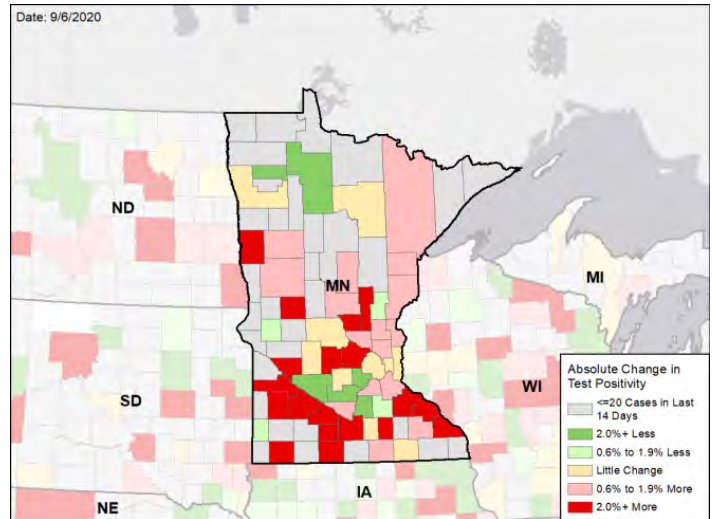 Date: 9/6/2020
ND
MN
MI
SD
WI
NE
IA
Absolute Change in
Test Positivity
<=20 Cases in Last
14 Days
2.0%+ Less
0.6% to 1.9% Less
Little Change
0.6% to 1.9% More
2.0%+ More